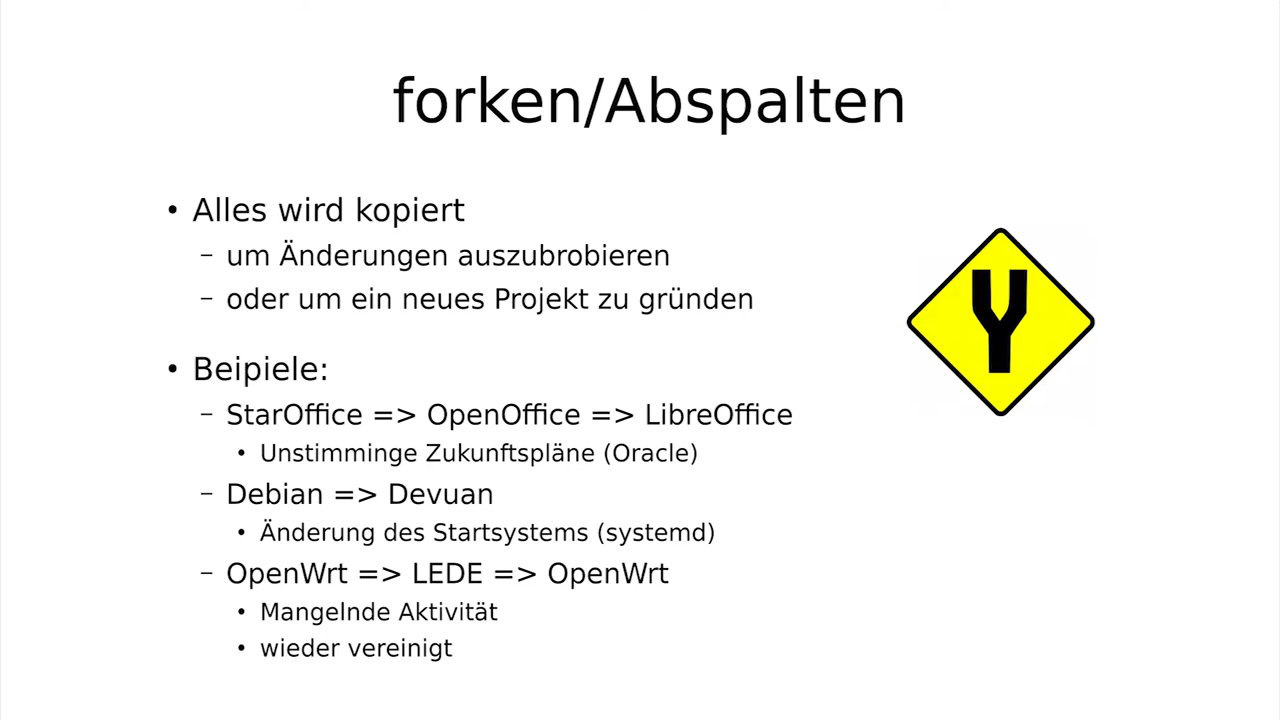 forken/Abspalten
• Alles wird kopiert
– um Änderungen auszubrobieren
– oder um ein neues Projekt zu gründen
• Beipiele:
– StarOffice => OpenOffice => LibreOffice
• Unstimminge Zukunftspläne (Oracle)
– Debian => Devuan
• Änderung des Startsystems (systemd)
– OpenWrt => LEDE => OpenWrt
• Mangelnde Aktivität
• wieder vereinigt